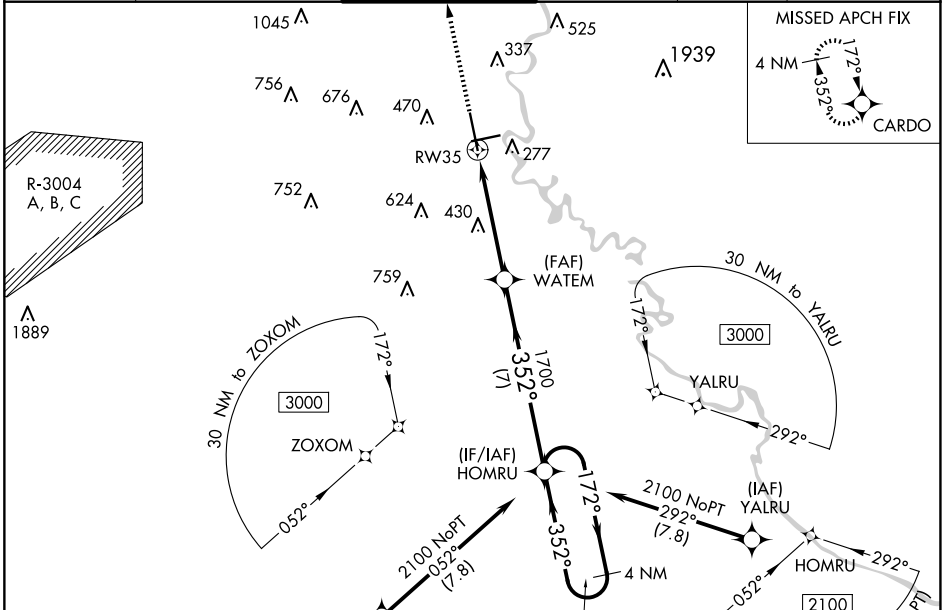 1045
525
MISSED APCH FIX
337
1939
4 NM
172°
352°
CARDO
756
676
470
RW35
277
R-3004
A, B, C
752
624
430
(FAF)
WATEM
759
1889
30 NM to ZOXOM
172°
3000
ZOXOM
052°
1700
(7)
352°
30 NM to YALRU
172°
3000
YALRU
292°
(IF/IAF)
HOMRU
172°
352°
4 NM
2100 NoPT
052°
(7.8)
2100 NoPT
292°
(7.8)
(IAF)
YALRU
HOMRU
292°
052°
2100